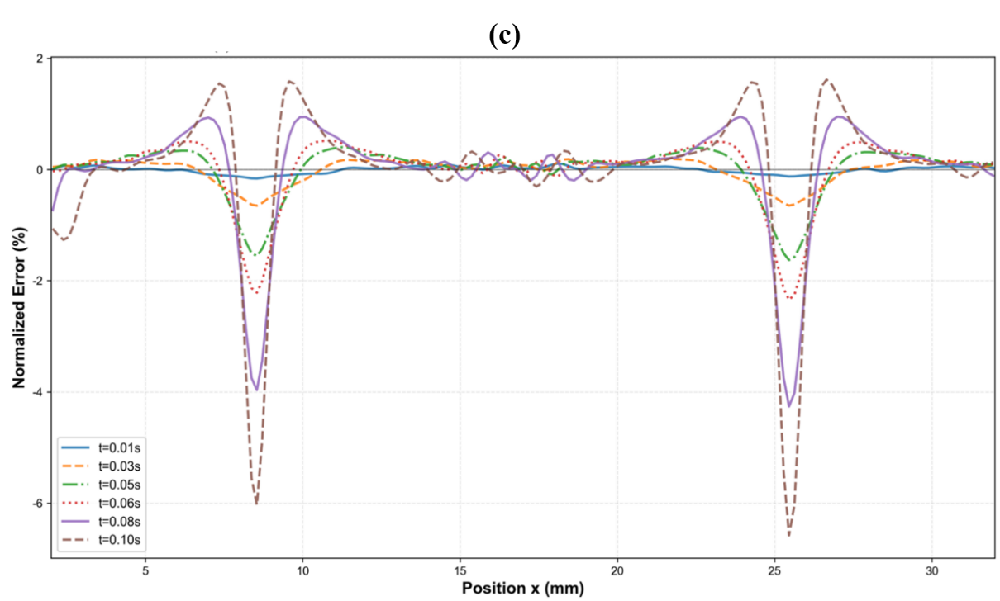 (c)
2
0
-2
-4
-6
Normalized Error (%)
t=0.01s
t=0.03s
t=0.05s
t=0.06s
t=0.08s
t=0.10s
5
10
15
20
25
30
Position x (mm)